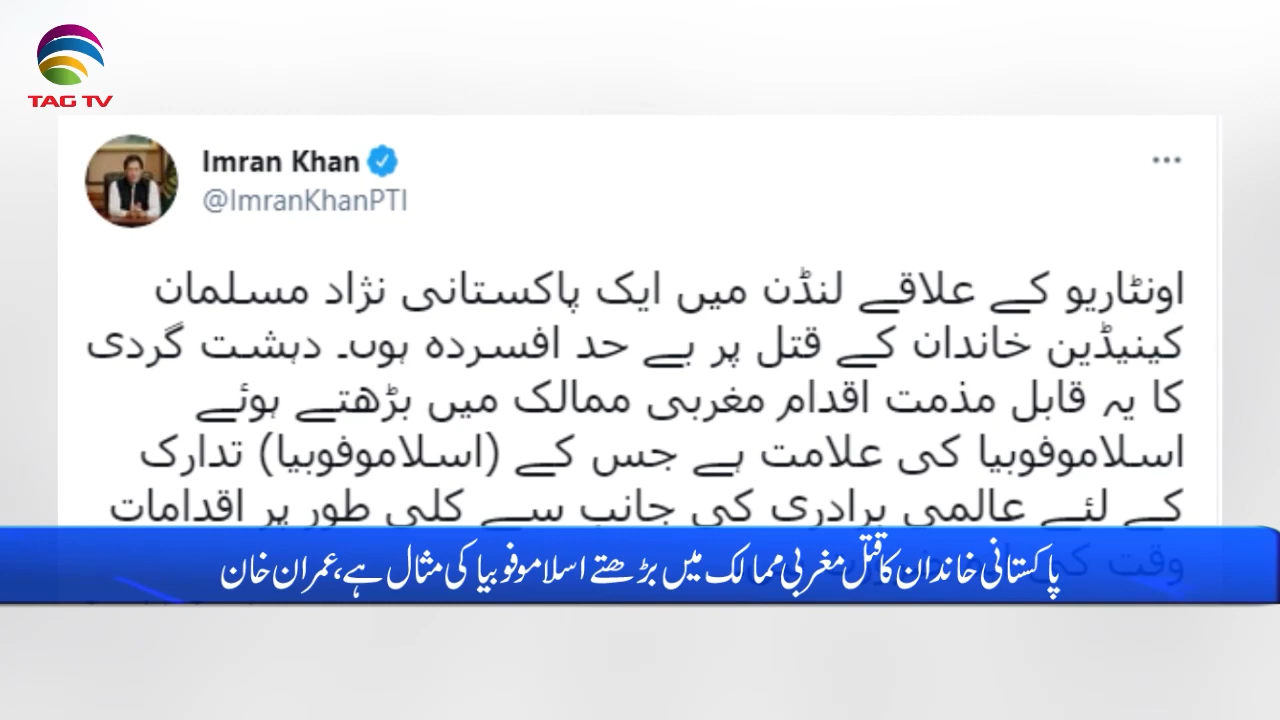 TAG TV
Imran Khan
@ImranKhanPTI
اونٹاریو کے علاقے لنڈن میں ایک پاکستانی نژاد مسلمان
کینیڈین خاندان کے قتل پر بے حد افسردہ ہوں۔ دہشت گردی
کا یہ قابل مذمت اقدام مغربی ممالک میں بڑھتے ہوئے
اسلاموفوبیا کی علامت ہے جس کے (اسلاموفوبیا) تدارک
کے لئے عالمی برادری کی جانب سے کلی طور پر اقدامات
وقت کی
پاکستانی خاندان کا قتل مغربی ممالک میں بڑھتے اسلاموفوبیا کی مثال ہے، عمران خان